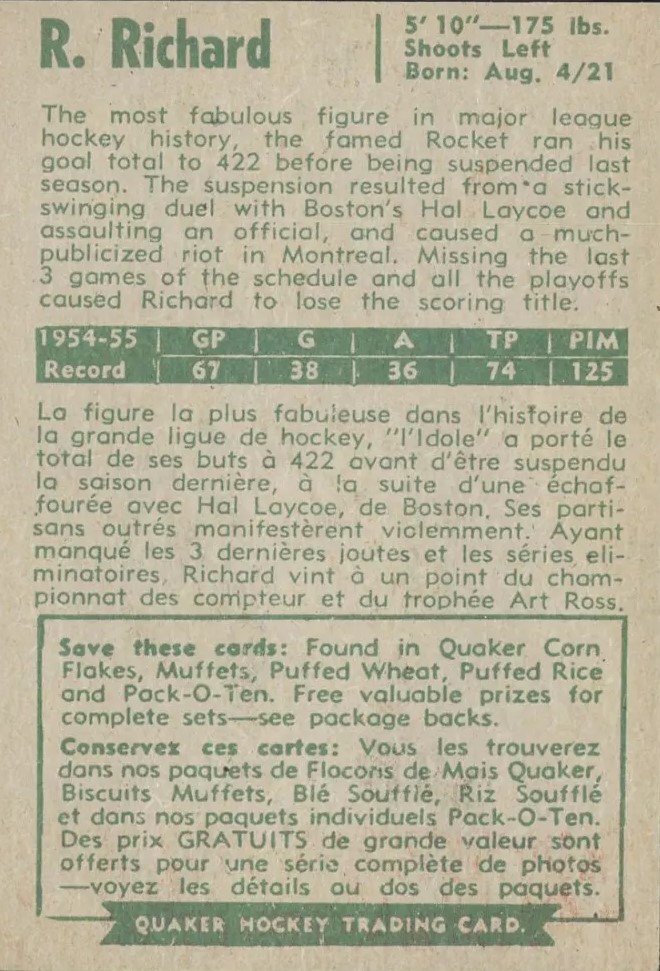 R. Richard
5' 10"—175 lbs.
Shoots Left
Born: Aug. 4/21
The most fabulous figure in major league
hockey history, the famed Rocket ran his
goal total to 422 before being suspended last
season. The suspension resulted from a stick-
swinging duel with Boston's Hal Laycoe and
assaulting an official, and caused a much-
publicized riot in Montreal. Missing the last
3 games of the schedule and all the playoffs
caused Richard to lose the scoring title.
1954-55 | GP | G | A | TP | PIM
Record | 67 | 38 | 36 | 74 | 125
La figure la plus fabuleuse dans l'histoire de
la grande ligue de hockey, "l'Idole" a porté le
total de ses buts à 422 avant d'être suspendu
la saison dernière, à la suite d'une échaf-
fourée avec Hal Laycoe, de Boston. Ses parti-
sans outrés manifestèrent violemment. Ayant
manqué les 3 dernières joutes et les séries eli-
minatoires, Richard vint à un point du cham-
pionnat des compteur et du trophée Art Ross.
Save these cards: Found in Quaker Corn
Flakes, Muffets, Puffed Wheat, Puffed Rice
and Pack-O-Ten. Free valuable prizes for
complete sets—see package backs.
Conservez ces cartes: Vous les trouverez
dans nos paquets de Flocons de Mais Quaker,
Biscuits Muffets, Blé Soufflé, Riz Soufflé
et dans nos paquets individuels Pack-O-Ten.
Des prix GRATUITS de grande valeur sont
offerts pour une série complète de photos
—voyez les détails au dos des paquets.
QUAKER HOCKEY TRADING CARD.